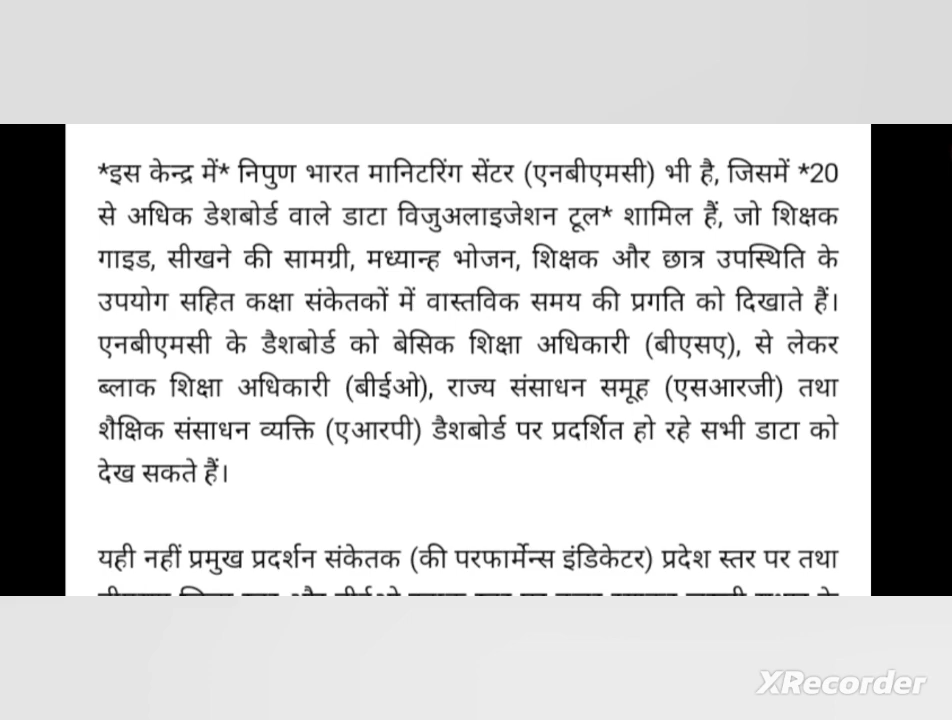 *इस केन्द्र में* निपुण भारत मानिटरिंग सेंटर (एनबीएमसी) भी है, जिसमें *20
से अधिक डेशबोर्ड वाले डाटा विजुअलाइजेशन टूल* शामिल हैं, जो शिक्षक
गाइड, सीखने की सामग्री, मध्यान्ह भोजन, शिक्षक और छात्र उपस्थिति के
उपयोग सहित कक्षा संकेतकों में वास्तविक समय की प्रगति को दिखाते हैं।
एनबीएमसी के डैशबोर्ड को बेसिक शिक्षा अधिकारी (बीएसए), से लेकर
ब्लाक शिक्षा अधिकारी (बीईओ), राज्य संसाधन समूह (एसआरजी) तथा
शैक्षिक संसाधन व्यक्ति (एआरपी) डैशबोर्ड पर प्रदर्शित हो रहे सभी डाटा को
देख सकते हैं।
यही नहीं प्रमुख प्रदर्शन संकेतक (की परफार्मेन्स इंडिकेटर) प्रदेश स्तर पर तथा
XRecorder